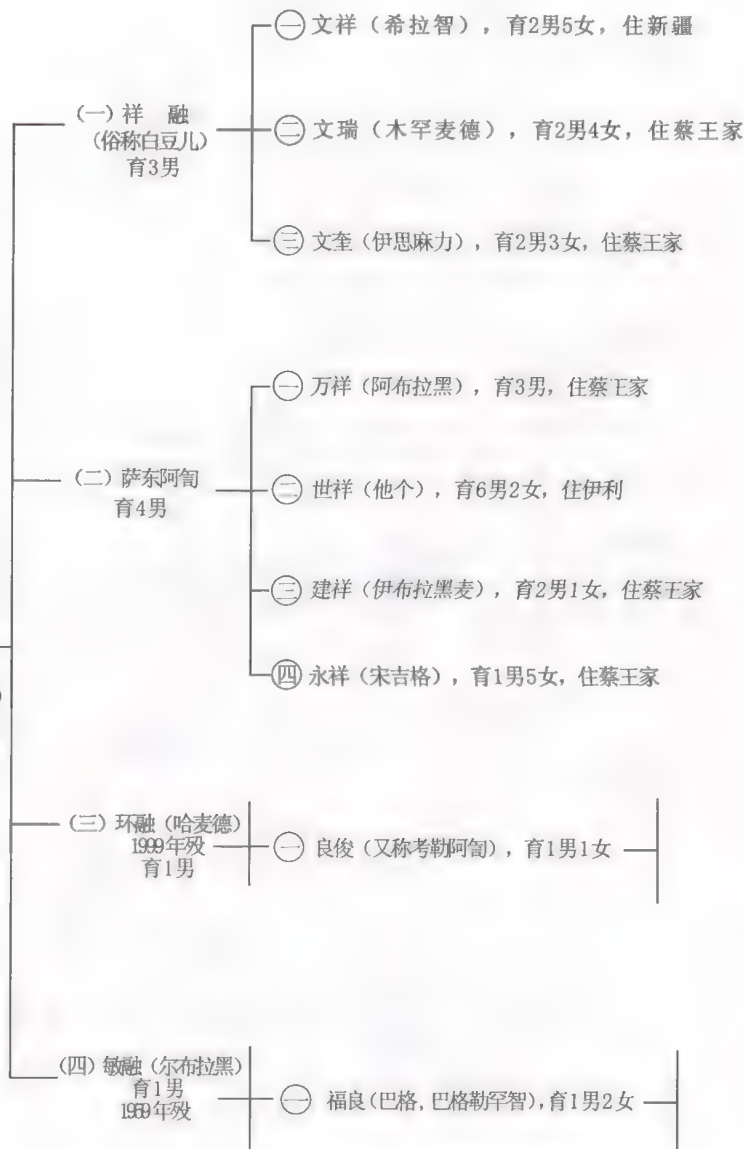 (一)祥 融
(俗称白豆儿)
育3男
㊀文祥(希拉智),育2男5女,住新疆
㊁文瑞(木罕麦德),育2男4女,住蔡王家
㊂文奎(伊思麻力),育2男3女,住蔡王家
(二)萨东阿訇
育4男
㊀万祥(阿布拉黑),育3男,住蔡王家
㊁世祥(他个),育6男2女,住伊利
㊂建祥(伊布拉黑麦),育2男1女,住蔡王家
㊃永祥(宋吉格),育1男5女,住蔡王家
)
(三)环融(哈麦德)
1999年殁
育1男
㊀良俊(又称考勒阿訇),育1男1女
(四)敏融(尔布拉黑)
育1男
年殁
㊀福良(巴格,巴格勒罕智),育1男2女